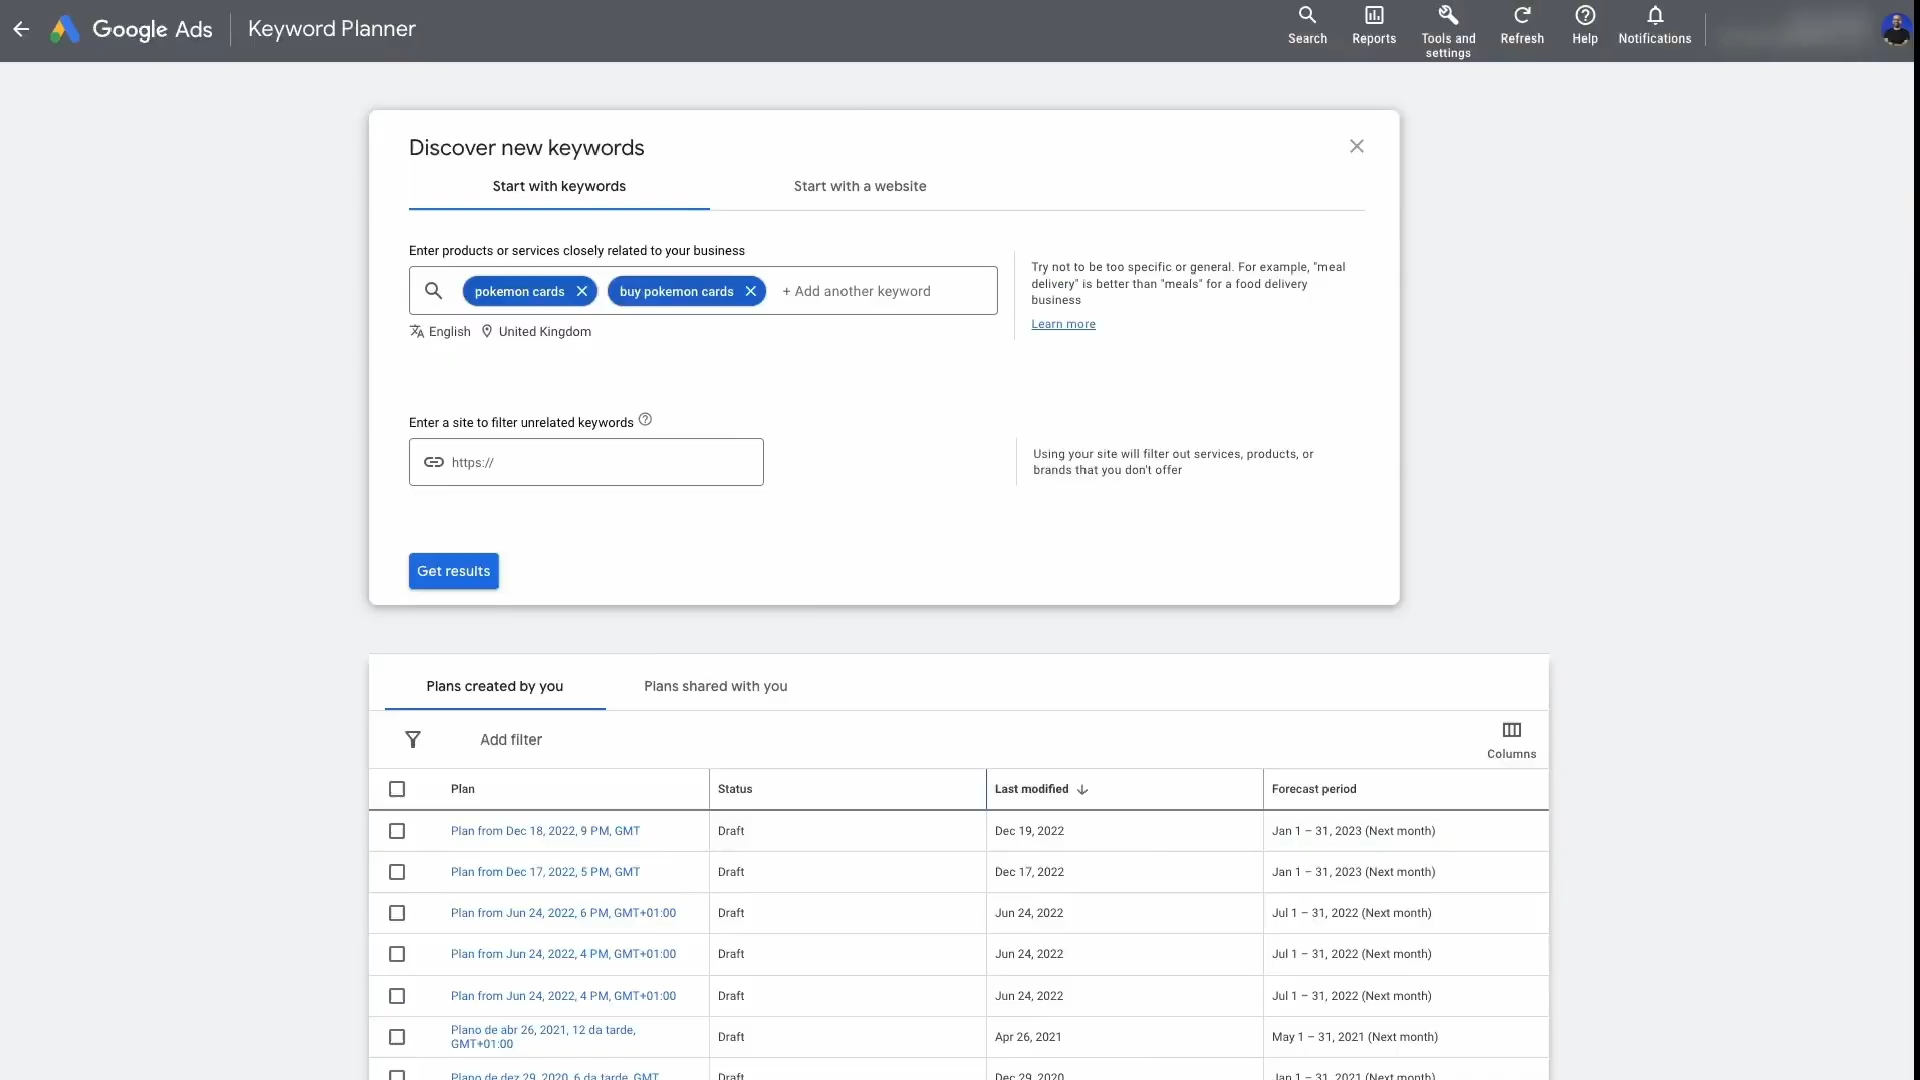 Google Ads
Keyword Planner
Search
Reports
Tools and
settings
Refresh
Help
Notifications
Discover new keywords
Start with keywords
Start with a website
Enter products or services closely related to your business
pokemon cards
buy pokemon cards
+ Add another keyword
English
United Kingdom
Try not to be too specific or general. For example, "meal
delivery" is better than "meals" for a food delivery
business
Learn more
Enter a site to filter unrelated keywords
https://
Using your site will filter out services, products, or
brands that you don't offer
Get results
Plans created by you
Plans shared with you
Add filter
Columns
Plan Status Last modified Forecast period
Plan from Dec 18, 2022, 9 PM, GMT Draft Dec 19, 2022 Jan 1 – 31, 2023 (Next month)
Plan from Dec 17, 2022, 5 PM, GMT Draft Dec 17, 2022 Jan 1 – 31, 2023 (Next month)
Plan from Jun 24, 2022, 6 PM, GMT+01:00 Draft Jun 24, 2022 Jul 1 – 31, 2022 (Next month)
Plan from Jun 24, 2022, 4 PM, GMT+01:00 Draft Jun 24, 2022 Jul 1 – 31, 2022 (Next month)
Plan from Jun 24, 2022, 4 PM, GMT+01:00 Draft Jun 24, 2022 Jul 1 – 31, 2022 (Next month)
Plano de abr 26, 2021, 12 da tarde,
GMT+01:00 Draft Apr 26, 2021 May 1 – 31, 2021 (Next month)
Plano de dez 29, 2020, 6 da tarde, GMT Draft Dec 29, 2020 Jan 1 – 31, 2021 (Next month)